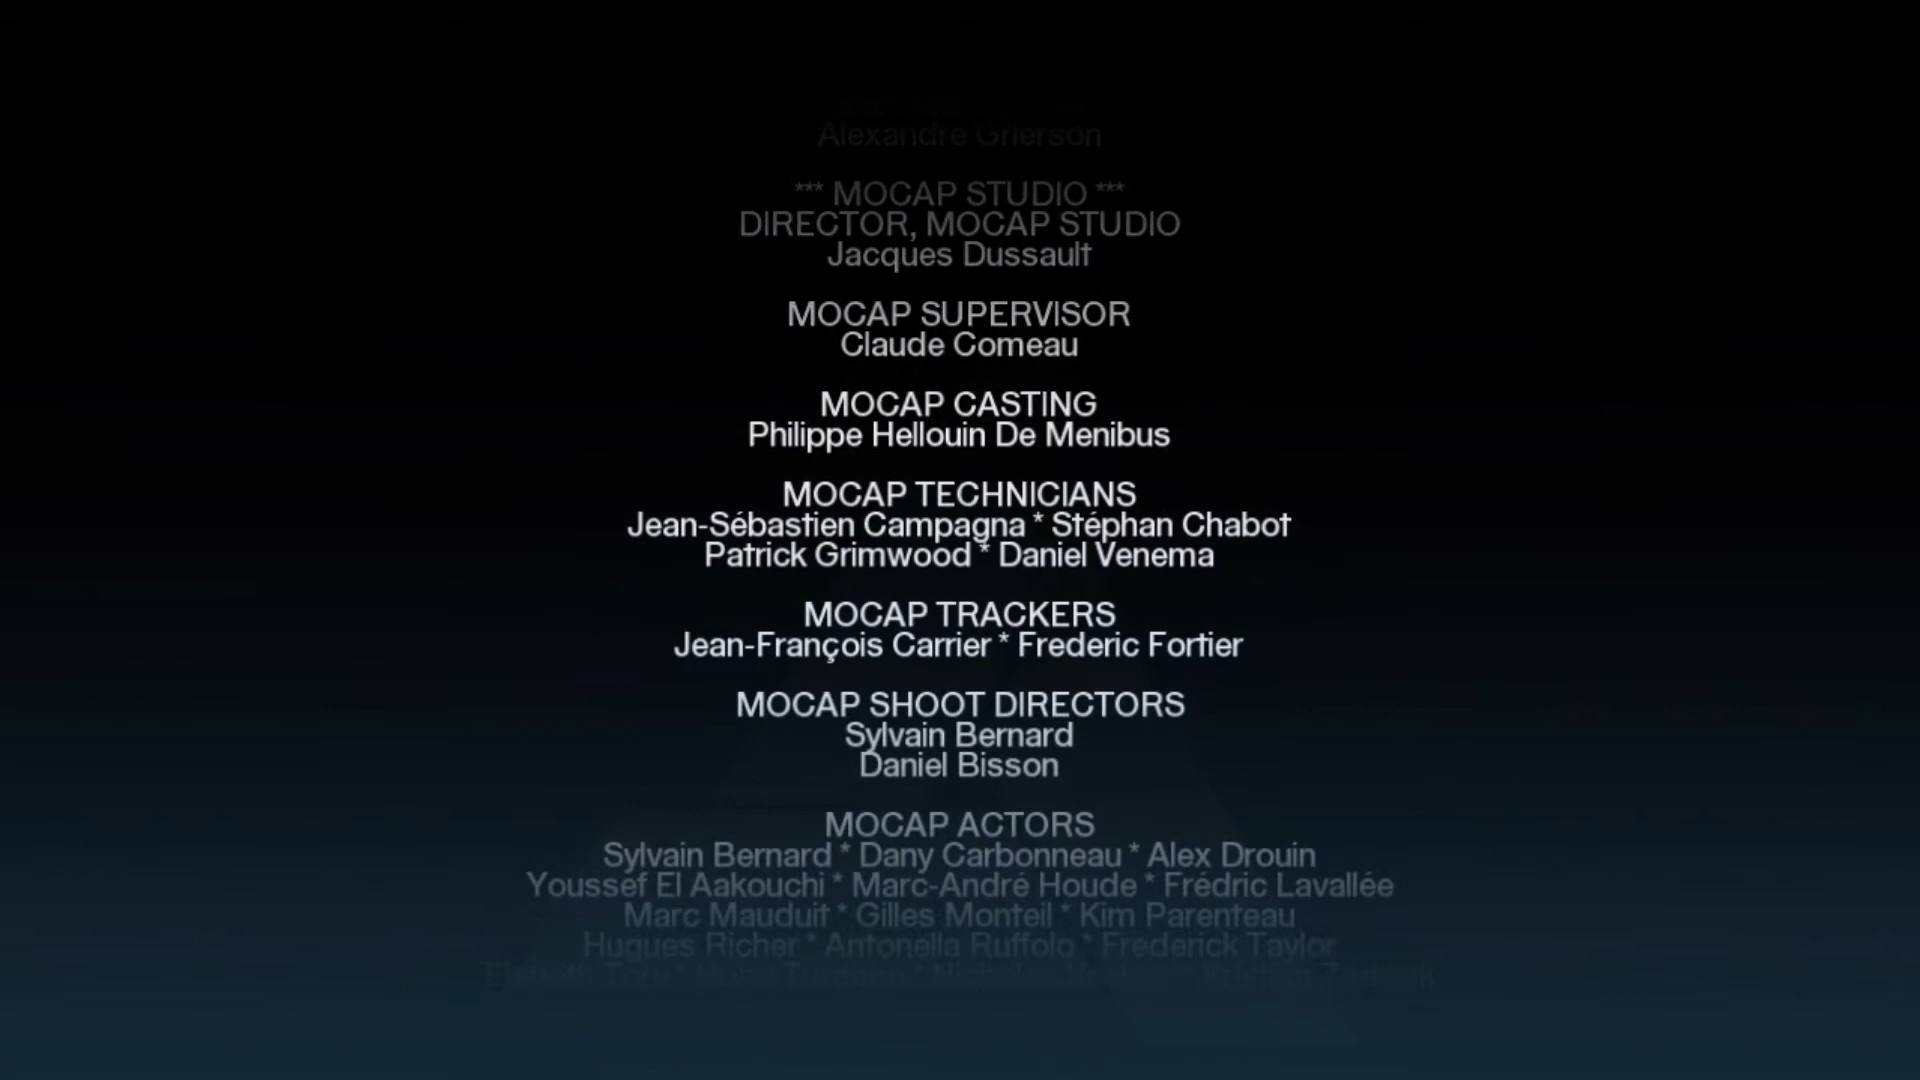 Alexandre Grierson
*** MOCAP STUDIO ***
DIRECTOR, MOCAP STUDIO
Jacques Dussault
MOCAP SUPERVISOR
Claude Comeau
MOCAP CASTING
Philippe Hellouin De Menibus
MOCAP TECHNICIANS
Jean-Sébastien Campagna * Stéphan Chabot
Patrick Grimwood * Daniel Venema
MOCAP TRACKERS
Jean-François Carrier * Frederic Fortier
MOCAP SHOOT DIRECTORS
Sylvain Bernard
Daniel Bisson
MOCAP ACTORS
Sylvain Bernard * Dany Carbonneau * Alex Drouin
Youssef El Aakouchi * Marc-André Houde * Frédric Lavallée
Marc Mauduit * Gilles Monteil * Kim Parenteau
Hugues Richer * Antonella Ruffolo * Frederick Taylor